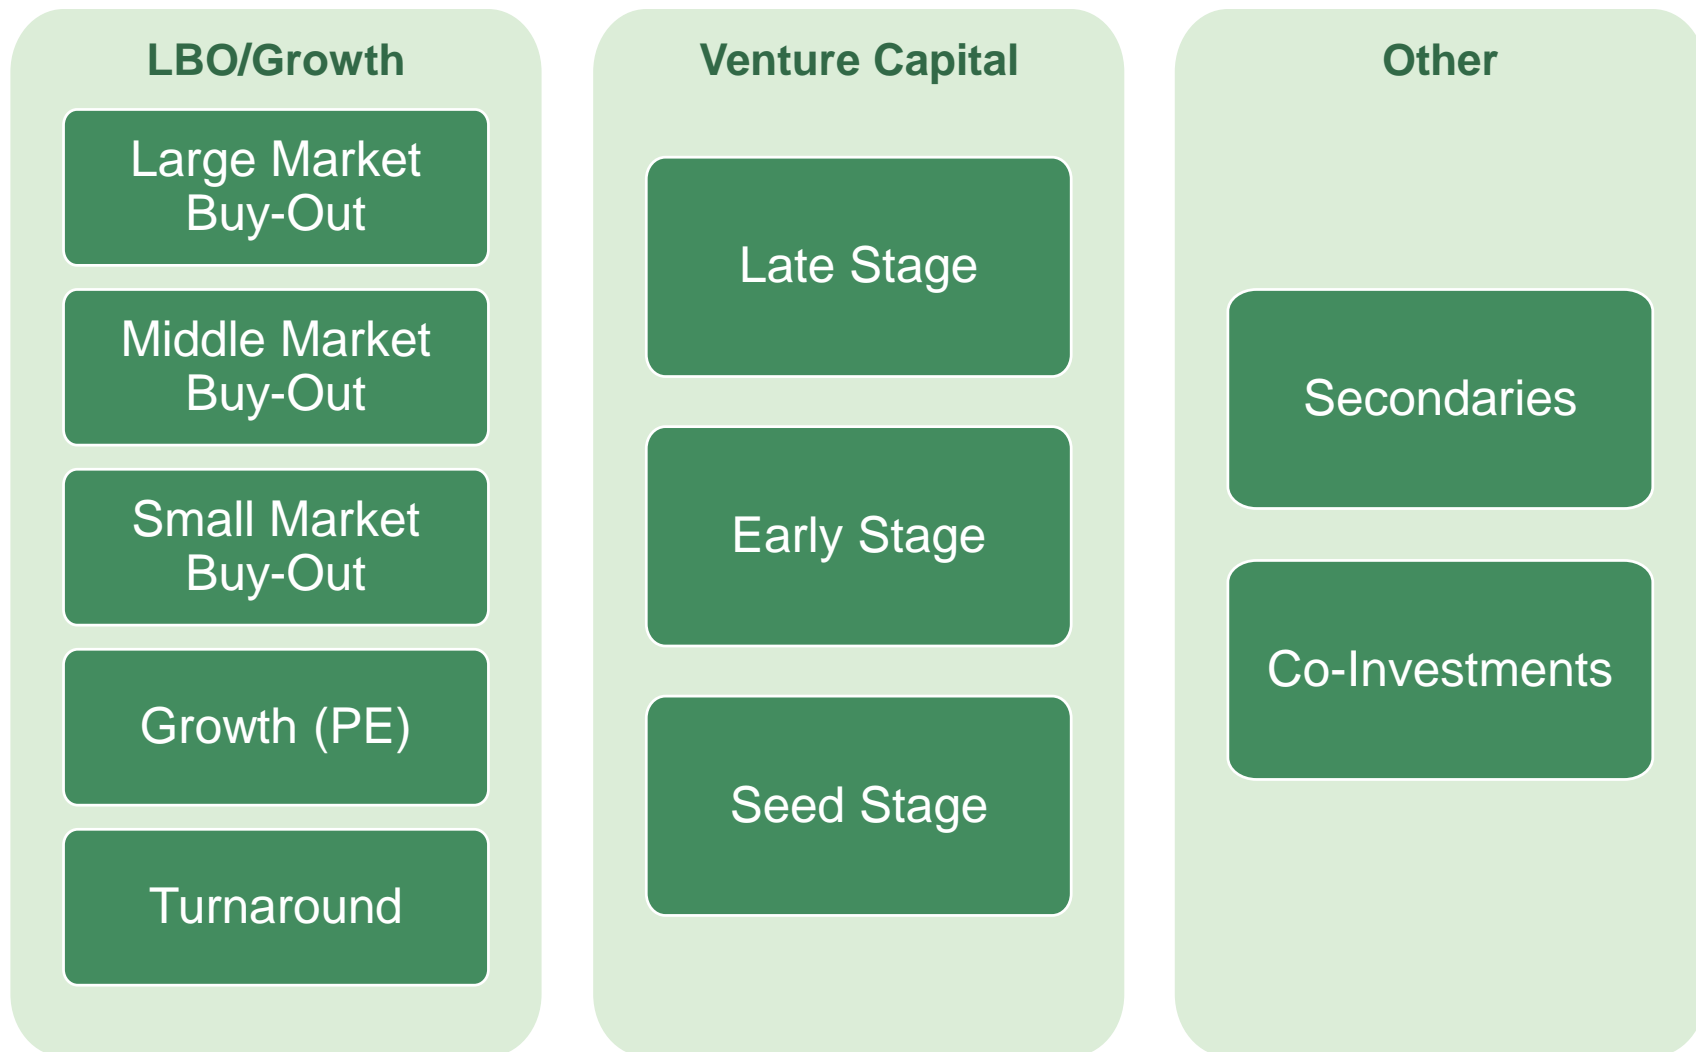 LBO/Growth
Large Market
Buy-Out
Middle Market
Buy-Out
Small Market
Buy-Out
Growth (PE)
Turnaround
Venture Capital
Late Stage
Early Stage
Seed Stage
Other
Secondaries
Co-Investments